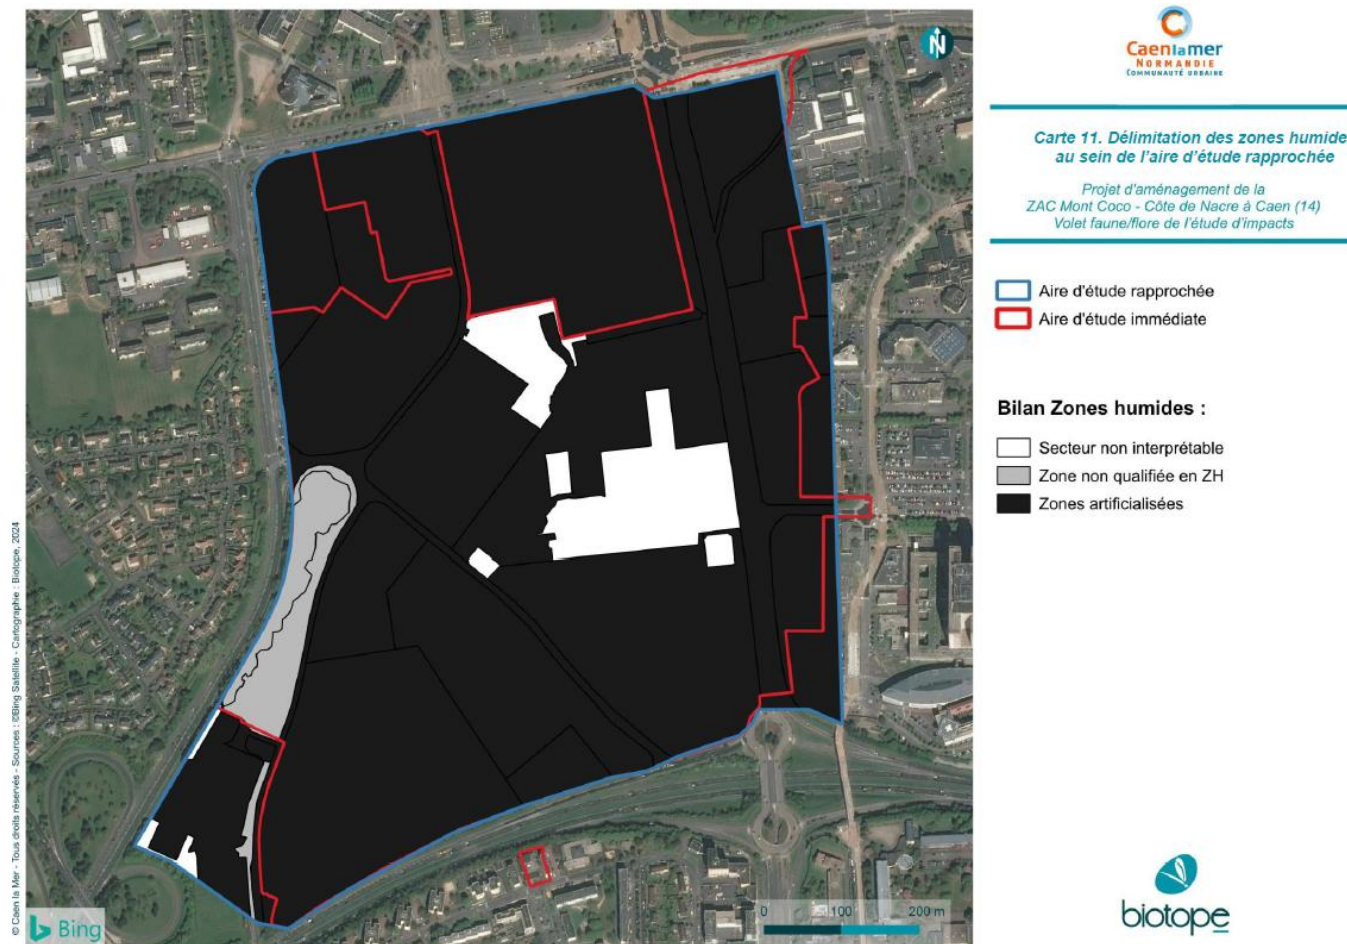 N
Caenlamer
NORMANDIE
COMMUNAUTÉ URBAINE
Carte 11. Délimitation des zones humide
au sein de l'aire d'étude rapprochée
Projet d'aménagement de la
ZAC Mont Coco - Côte de Nacre à Caen (14)
Volet faune/flore de l'étude d'impacts
Aire d'étude rapprochée
Aire d'étude immédiate
Bilan Zones humides :
Secteur non interprétable
Zone non qualifiée en ZH
Zones artificialisées
© Caen la Mer - Tous droits réservés - Sources : ©Bing Satellite - Cartographie : Biotope, 2024
Bing
0 100 200 m
biotope